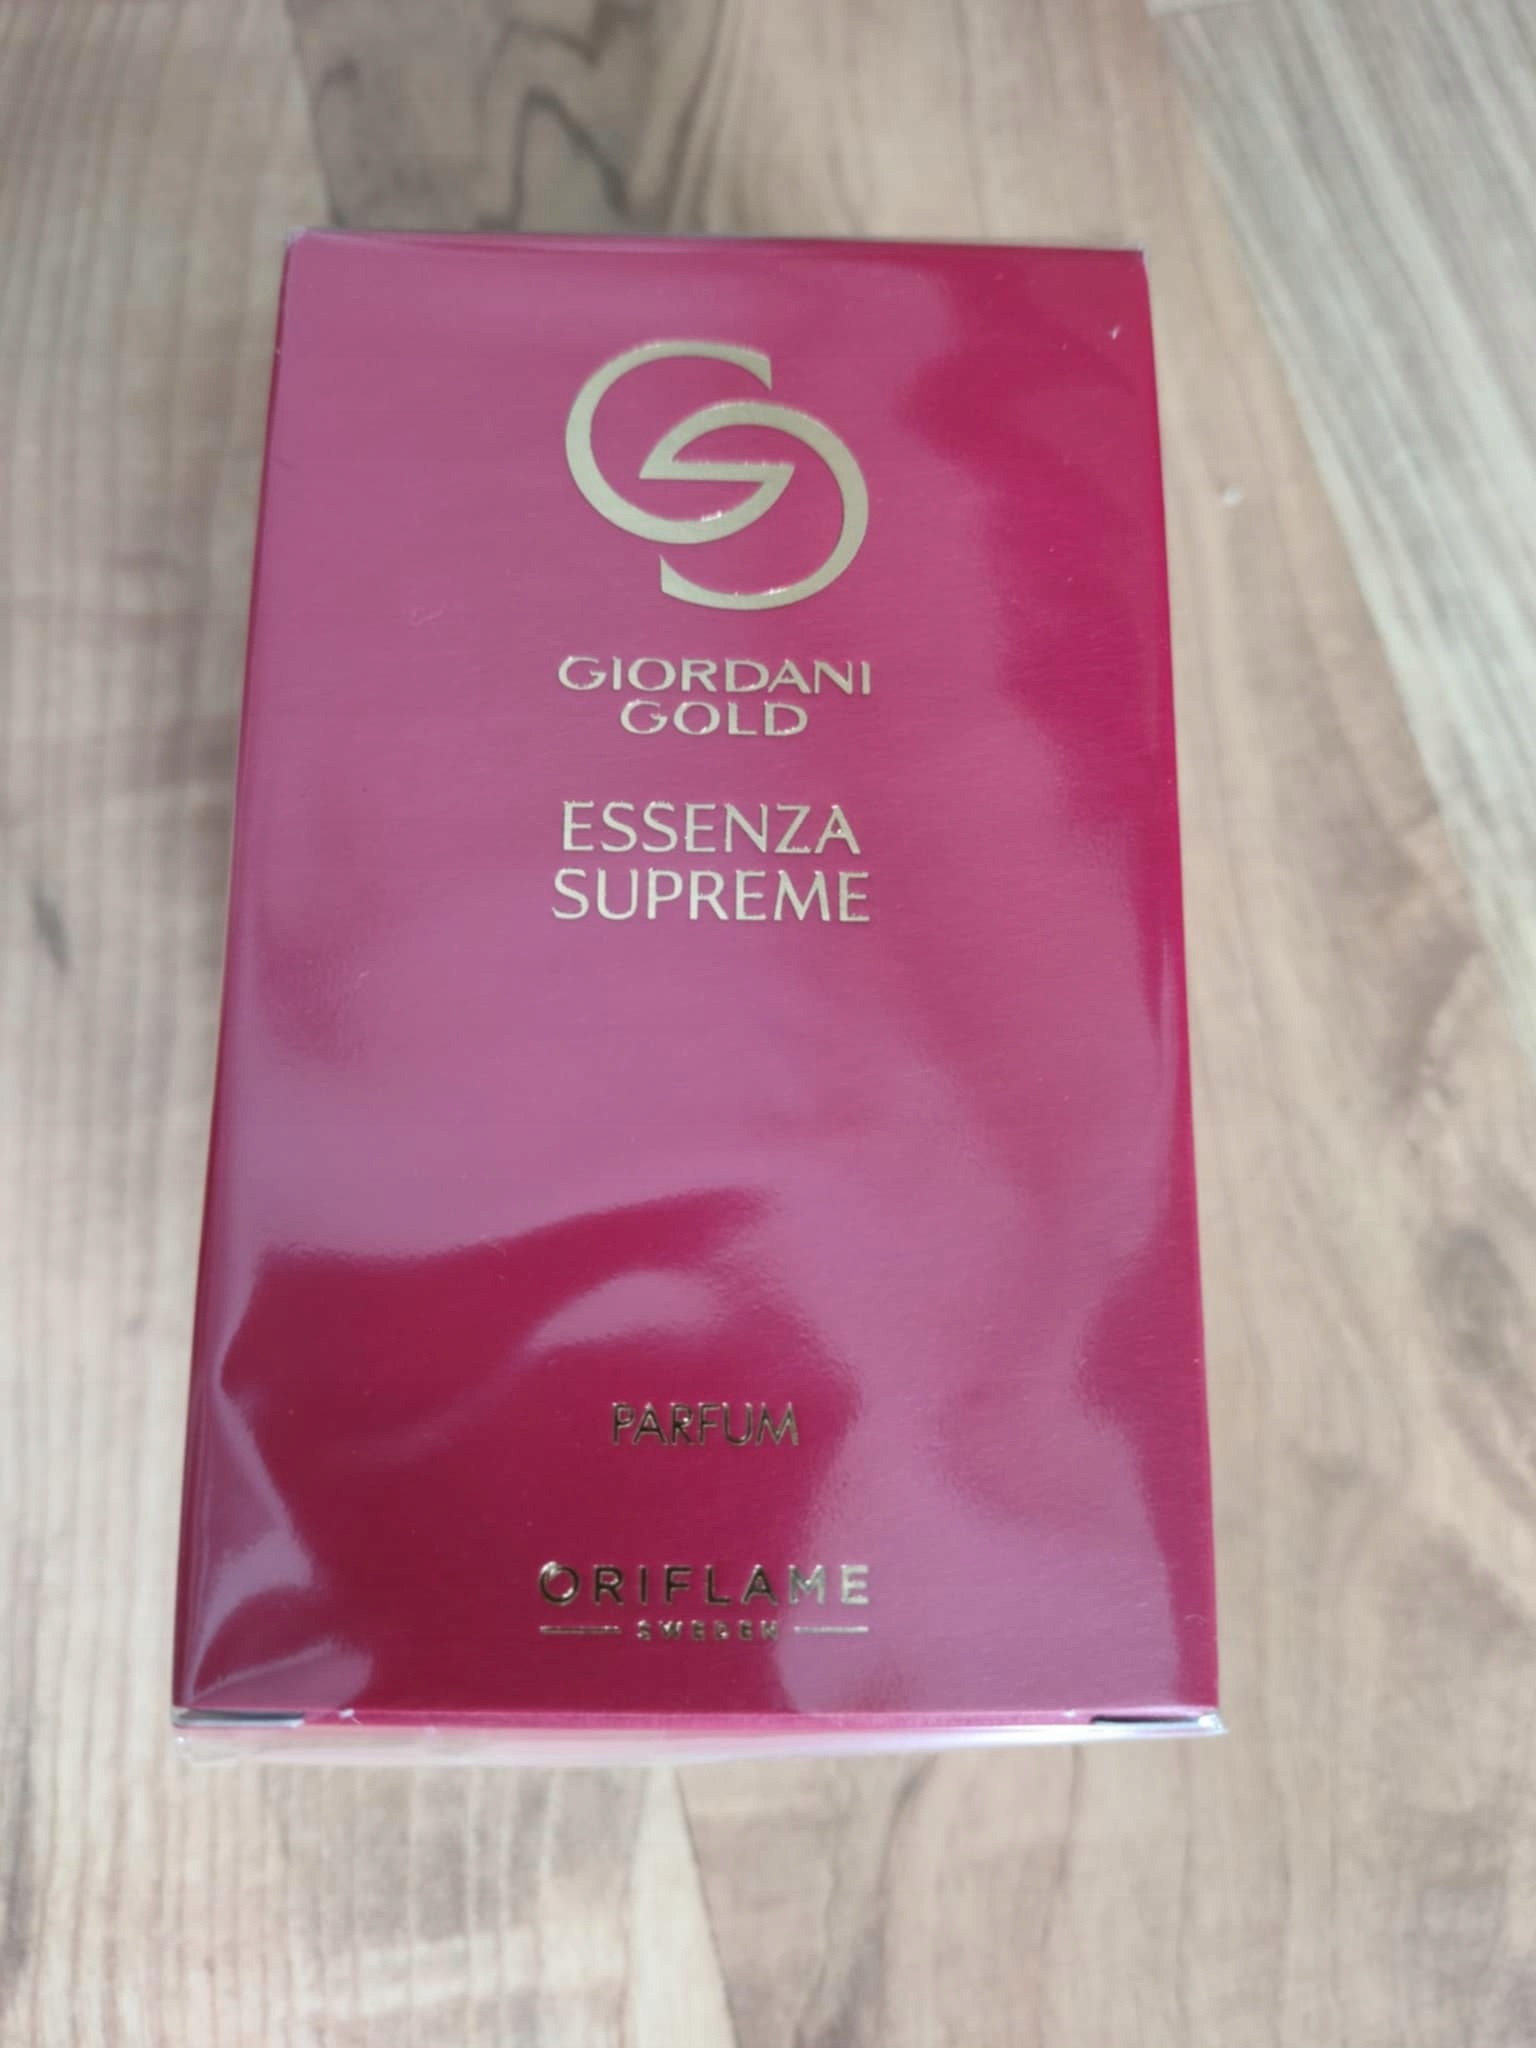 GIORDANI
GOLD
ESSENZA
SUPREME
PARFUM
ORIFLAME
SWEDEN